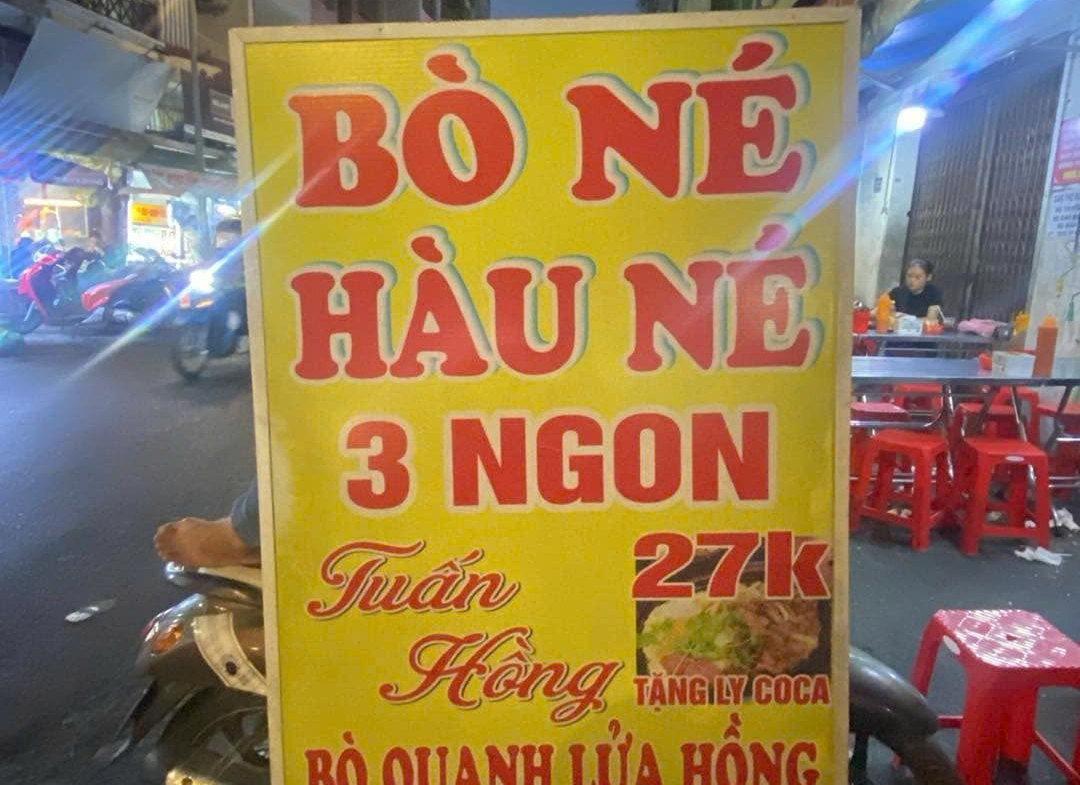 BÒ NÉ
HÀU NÉ
3 NGON
Tuấn
Hồng
27k
TẶNG LY COCA
BÒ QUANH LỬA HỒNG